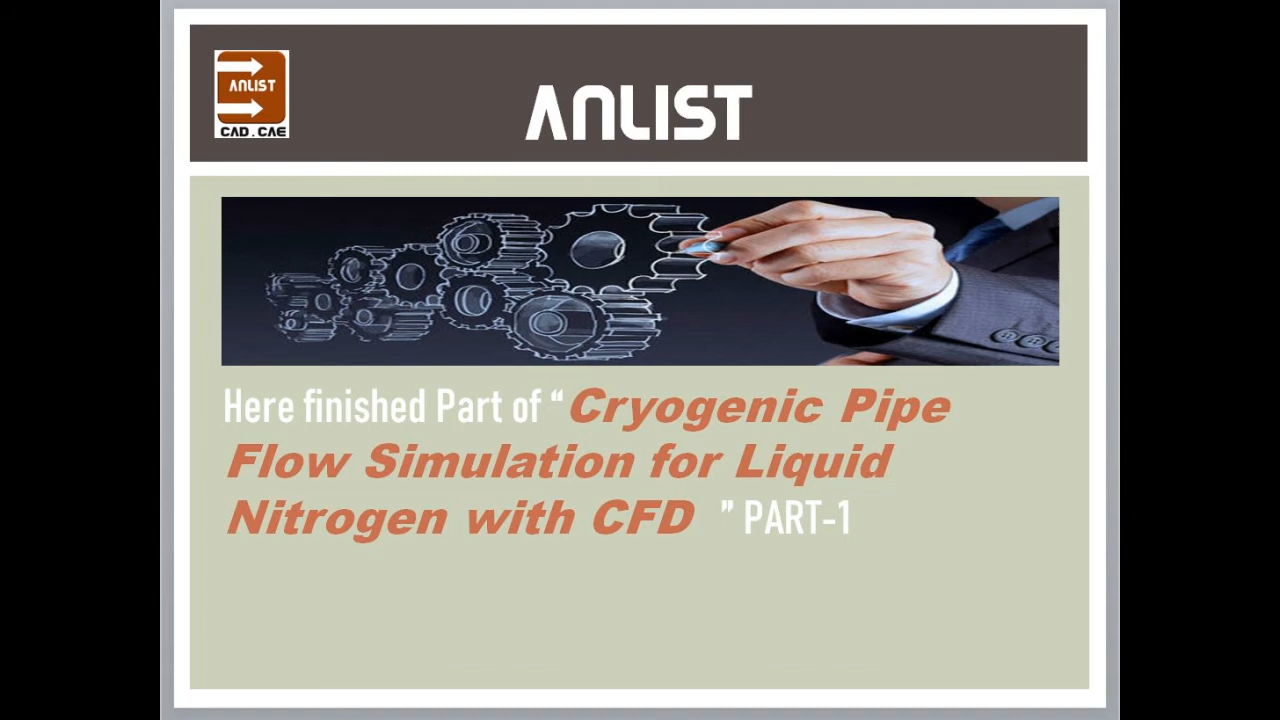 ANLIST
CAD.CAE
ANLIST
Here finished Part of “Cryogenic Pipe
Flow Simulation for Liquid
Nitrogen with CFD ” PART-1